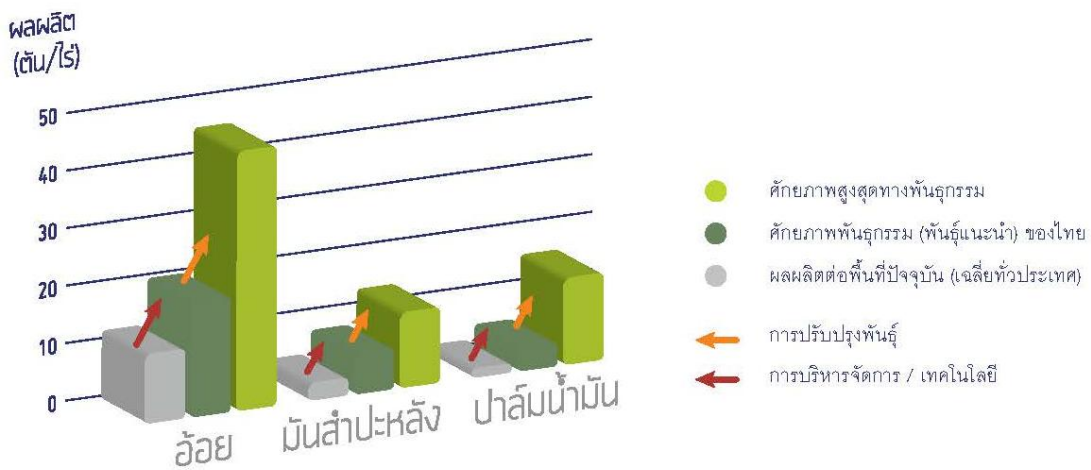 ผลผลิต
(ตัน/ไร่)
50
40
30
20
10
0
อ้อย
มันสำปะหลัง
ปาล์มน้ำมัน
ศักยภาพสูงสุดทางพันธุกรรม
ศักยภาพพันธุกรรม (พันธุ์แนะนำ) ของไทย
ผลผลิตต่อพื้นที่ปัจจุบัน (เฉลี่ยทั่วประเทศ)
การปรับปรุงพันธุ์
การบริหารจัดการ / เทคโนโลยี